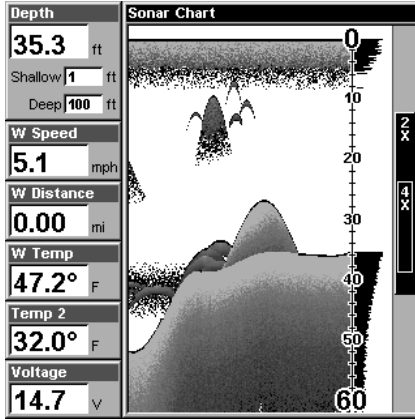 Depth
35.3 ft
Shallow 1 ft
Deep 100 ft
W Speed
5.1 mph
W Distance
0.00 mi
W Temp
47.2° F
Temp 2
32.0° F
Voltage
14.7 V
Sonar Chart
0
10
20
30
40
50
60
2X
4X